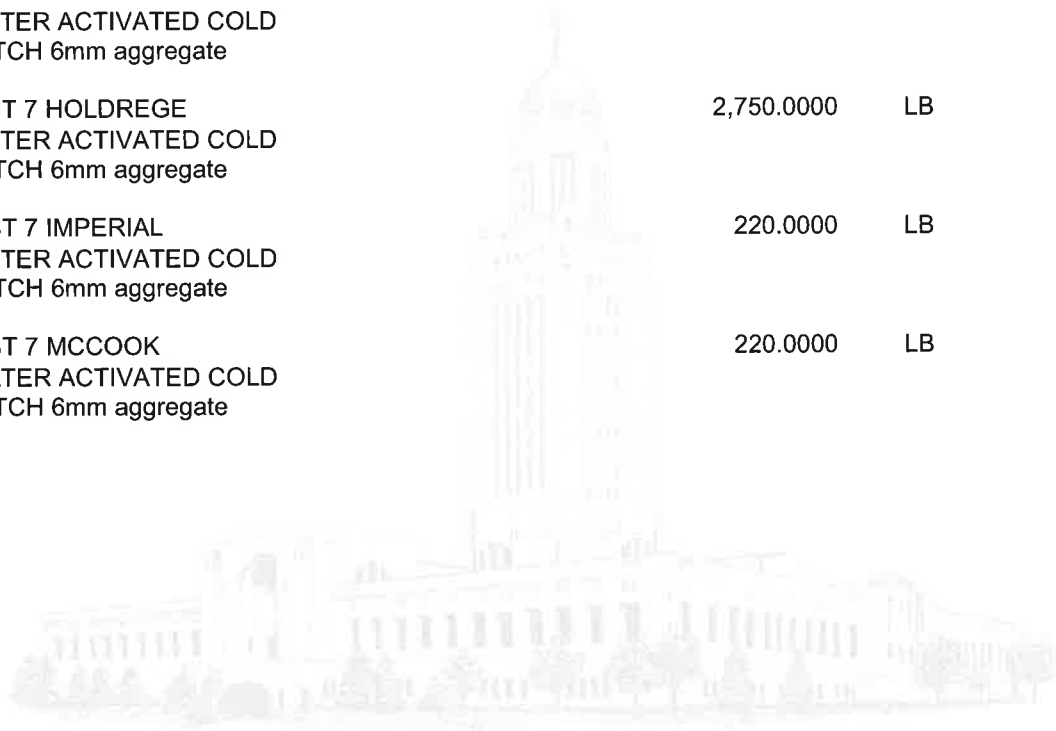 TER ACTIVATED COLD
TCH 6mm aggregate
T 7 HOLDREGE 2,750.0000 LB
TER ACTIVATED COLD
TCH 6mm aggregate
T 7 IMPERIAL 220.0000 LB
TER ACTIVATED COLD
TCH 6mm aggregate
T 7 MCCOOK 220.0000 LB
TER ACTIVATED COLD
TCH 6mm aggregate